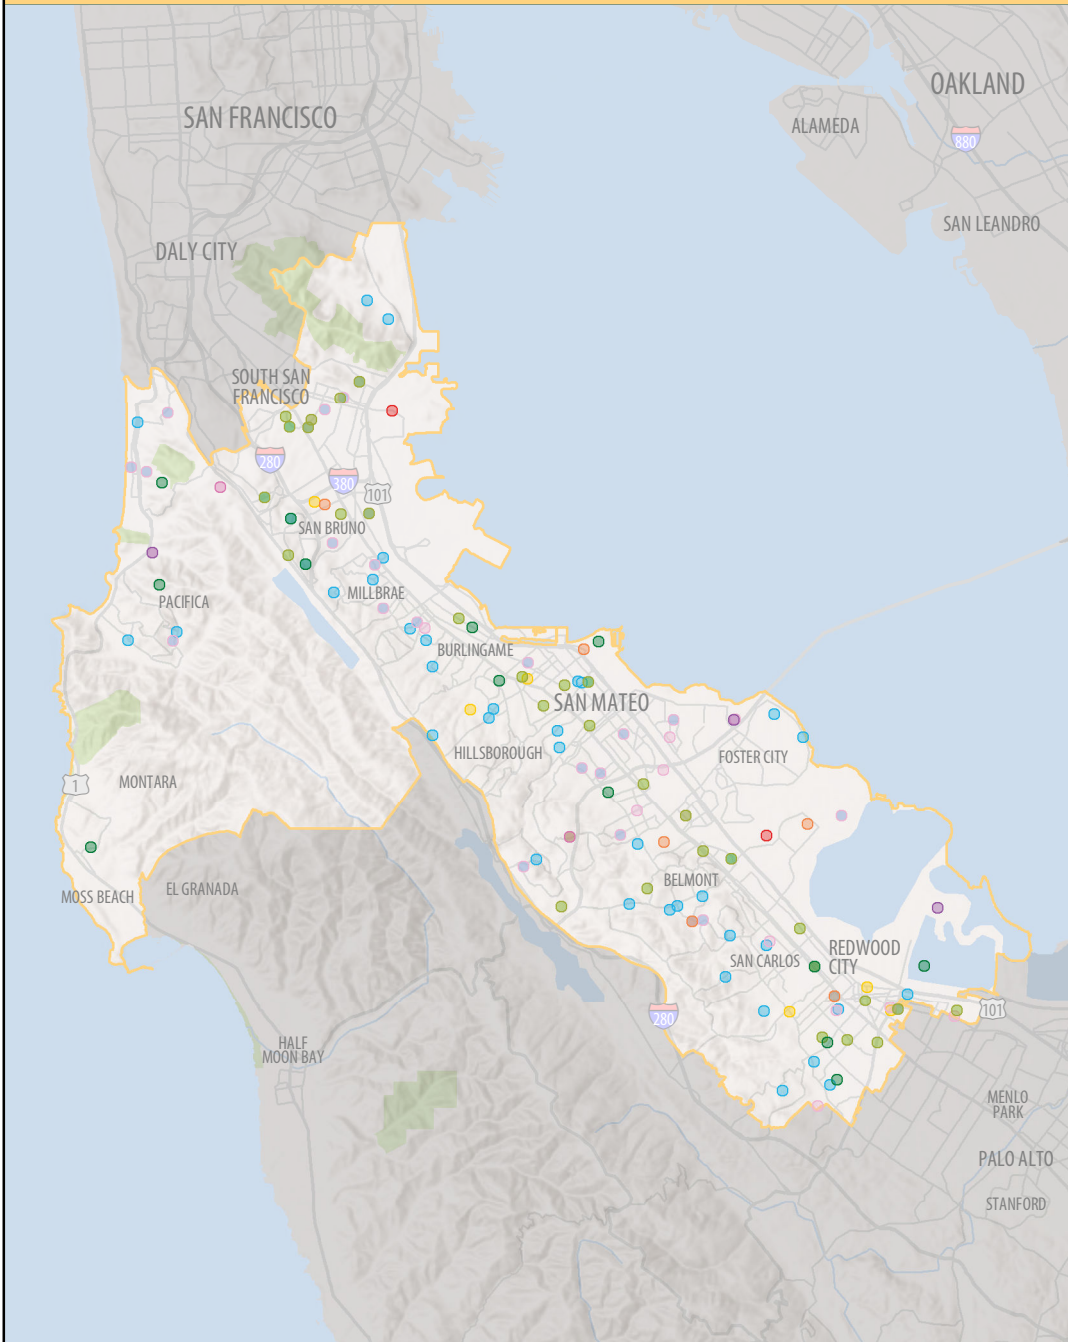 OAKLAND
SAN FRANCISCO
ALAMEDA
880
SAN LEANDRO
DALY CITY
SOUTH SAN
FRANCISCO
280
380
101
SAN BRUNO
MILLBRAE
PACIFICA
BURLINGAME
SAN MATEO
HILLSBOROUGH
FOSTER CITY
1
MONTARA
BELMONT
EL GRANADA
MOSS BEACH
REDWOOD
CITY
SAN CARLOS
280
101
HALF
MOON BAY
MENLO
PARK
PALO ALTO
STANFORD